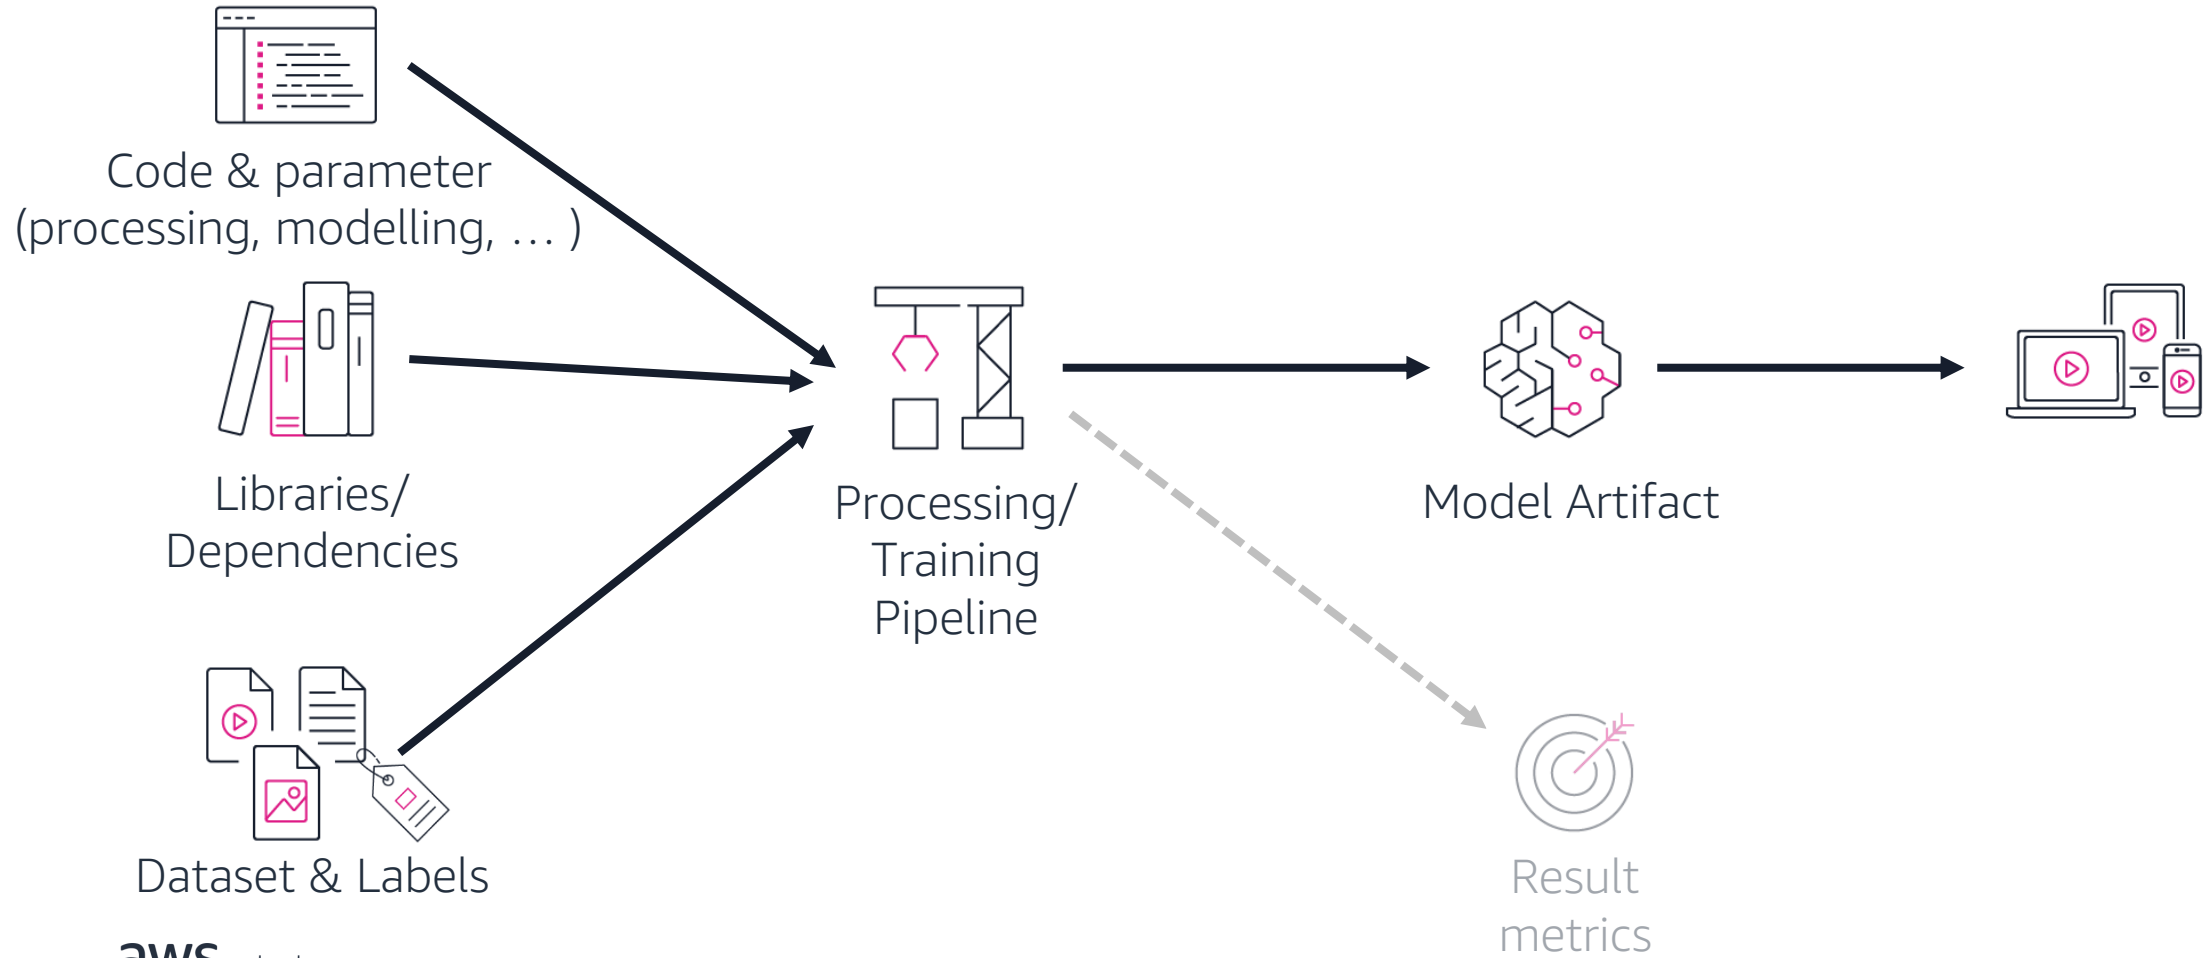 Code & parameter
(processing, modelling, … )
Libraries/
Dependencies
Dataset & Labels
Processing/
Training
Pipeline
Model Artifact
Result
metrics
aws